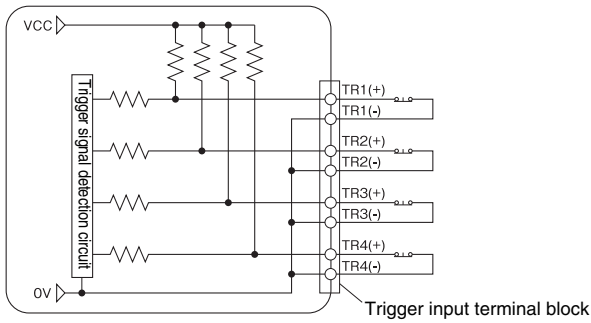 VCC
Trigger signal detection circuit
TR1(+)
TR1(-)
TR2(+)
TR2(-)
TR3(+)
TR3(-)
TR4(+)
TR4(-)
0V
Trigger input terminal block